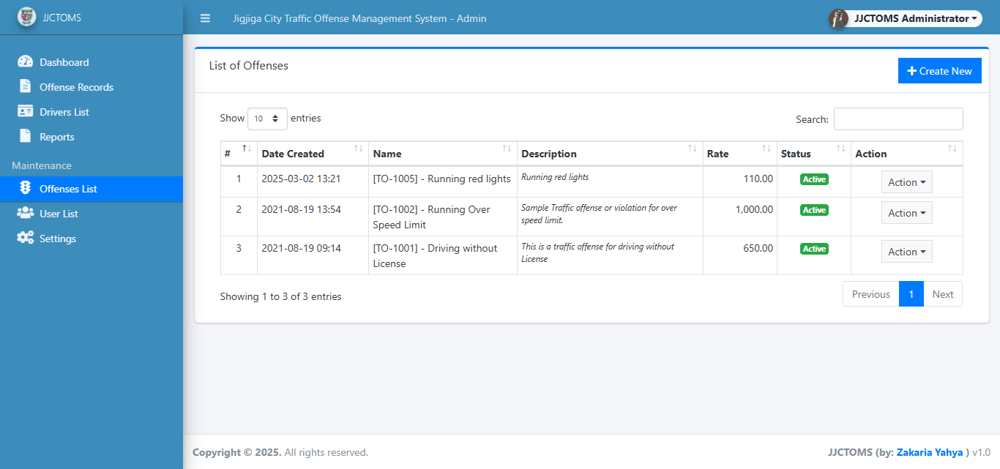 JJCTOMS
Jigjiga City Traffic Offense Management System - Admin
JJCTOMS Administrator
Dashboard
Offense Records
Drivers List
Reports
Maintenance
Offenses List
User List
Settings
List of Offenses
Create New
Show 10 entries
Search:
# Date Created Name Description Rate Status Action
1 2025-03-02 13:21 [TO-1005] - Running red lights Running red lights 110.00 Active Action
2 2021-08-19 13:54 [TO-1002] - Running Over Sample Traffic offense or violation for over 1,000.00 Active Action
Speed Limit speed limit.
3 2021-08-19 09:14 [TO-1001] - Driving without This is a traffic offense for driving without 650.00 Active Action
License License
Showing 1 to 3 of 3 entries
Previous 1 Next
Copyright © 2025. All rights reserved.
JJCTOMS (by: Zakaria Yahya ) v1.0